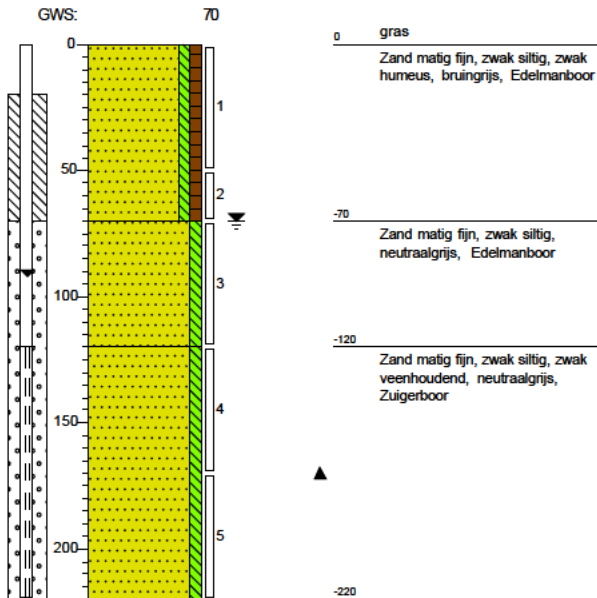 GWS: 70
0
50
100
150
200
1
2
3
4
5
0 gras
Zand matig fijn, zwak siltig, zwak
humeus, bruingrijs, Edelmanboor
-70
Zand matig fijn, zwak siltig,
neutraalgrijs, Edelmanboor
-120
Zand matig fijn, zwak siltig, zwak
veenhoudend, neutraalgrijs,
Zuigerboor
-220